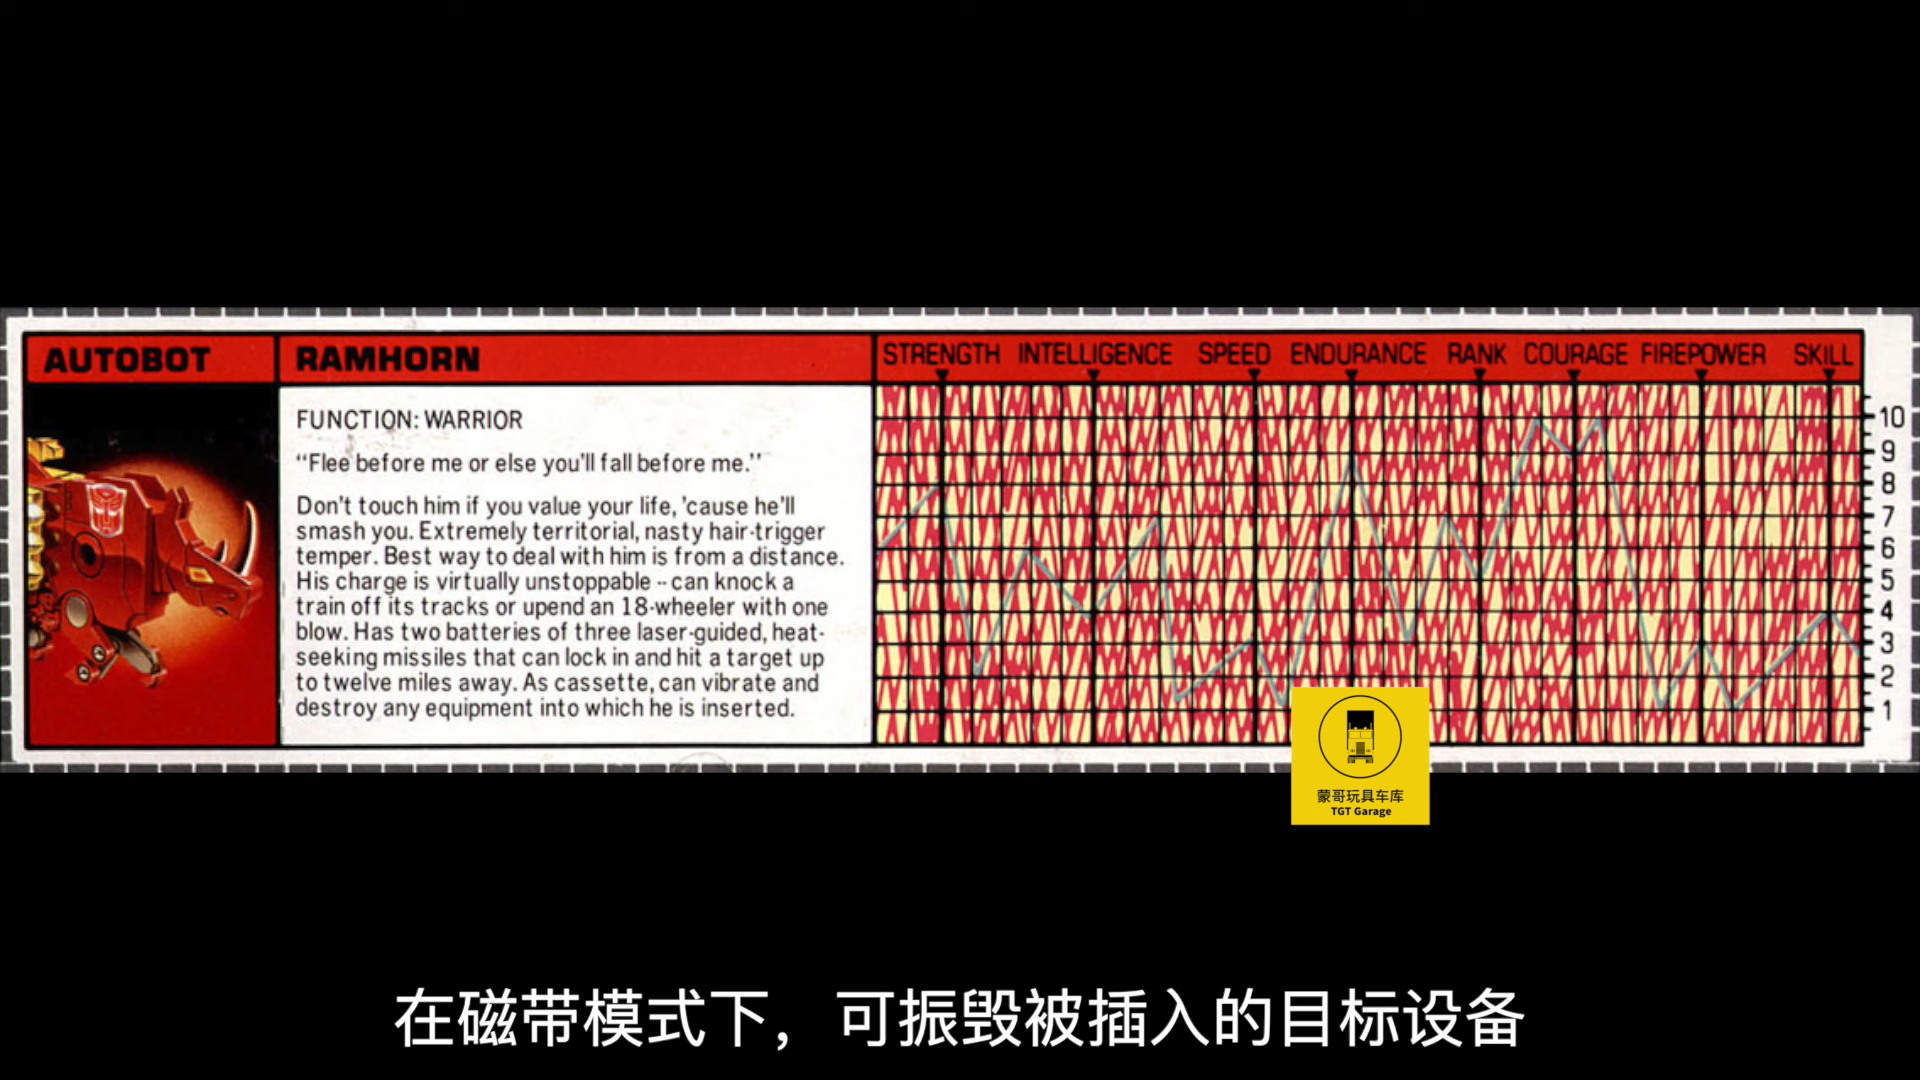 AUTOBOT
RAMHORN
STRENGTH INTELLIGENCE SPEED ENDURANCE RANK COURAGE FIREPOWER SKILL
FUNCTION: WARRIOR
“Flee before me or else you'll fall before me.’’
Don't touch him if you value your life, 'cause he'll
smash you. Extremely territorial, nasty hair-trigger
temper. Best way to deal with him is from a distance.
His charge is virtually unstoppable -- can knock a
train off its tracks or upend an 18-wheeler with one
blow. Has two batteries of three laser-guided, heat-
seeking missiles that can lock in and hit a target up
to twelve miles away. As cassette, can vibrate and
destroy any equipment into which he is inserted.
10
9
8
7
6
5
4
3
2
1
蒙哥玩具车库
TGT Garage
在磁带模式下，可振毁被插入的目标设备